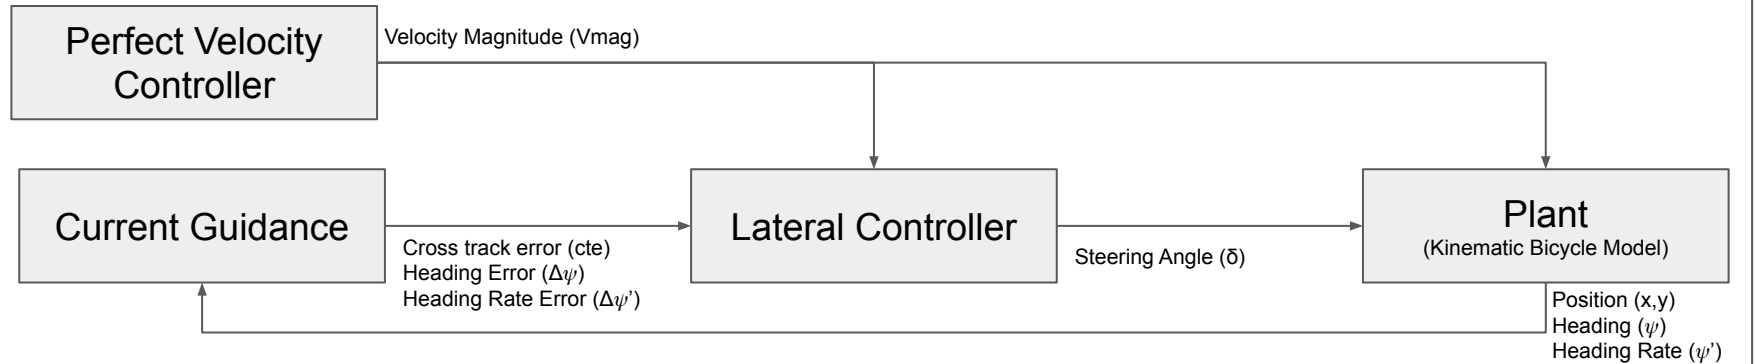 Perfect Velocity
Controller
Velocity Magnitude (Vmag)
Current Guidance
Cross track error (cte)
Heading Error (Δψ)
Heading Rate Error (Δψ’)
Lateral Controller
Steering Angle (δ)
Plant
(Kinematic Bicycle Model)
Position (x,y)
Heading (ψ)
Heading Rate (ψ’)